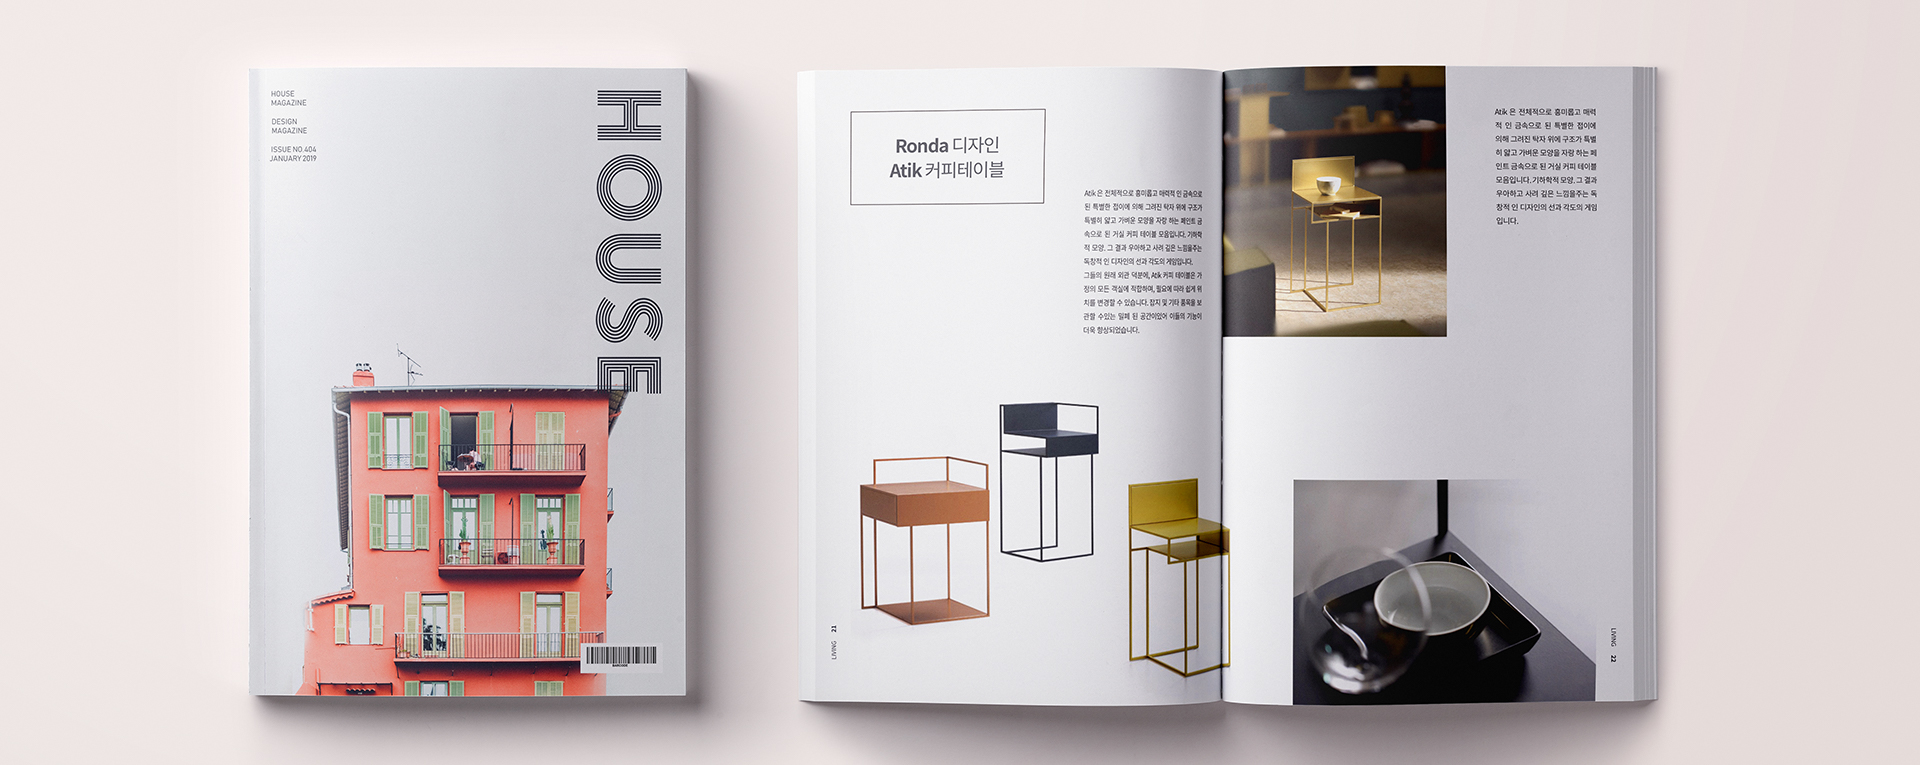 HOUSE
MAGAZINE
DESIGN
MAGAZINE
ISSUE NO.404
JANUARY 2019
HOUSE
Ronda 디자인
Atik 커피테이블
Atik 은 전체적으로 흥미롭고 매력적 인 금속으로
된 특별한 접이에 의해 그려진 탁자 위에 구조가
특별히 얇고 가벼운 모양을 자랑 하는 페인트 금
속으로 된 거실 커피 테이블 모음입니다. 기하학
적 모양, 그 결과 우아하고 사려 깊은 느낌을주는
독창적 인 디자인의 선과 각도의 게임입니다.
그들의 원래 외관 덕분에, Atik 커피 테이블은 가
정의 모든 객실에 적합하며, 필요에 따라 쉽게 위
치를 변경할 수 있습니다. 잡지 및 기타 품목을 보
관할 수있는 밀폐 된 공간이있어 이들의 기능이
더욱 향상되었습니다.
LIVING 21
Atik 은 전체적으로 흥미롭고 매력
적 인 금속으로 된 특별한 접이에
의해 그려진 탁자 위에 구조가 특별
히 얇고 가벼운 모양을 자랑 하는 페
인트 금속으로 된 거실 커피 테이블
모음입니다. 기하학적 모양, 그 결과
우아하고 사려 깊은 느낌을주는 독
창적 인 디자인의 선과 각도의 게임
입니다.
LIVING 22